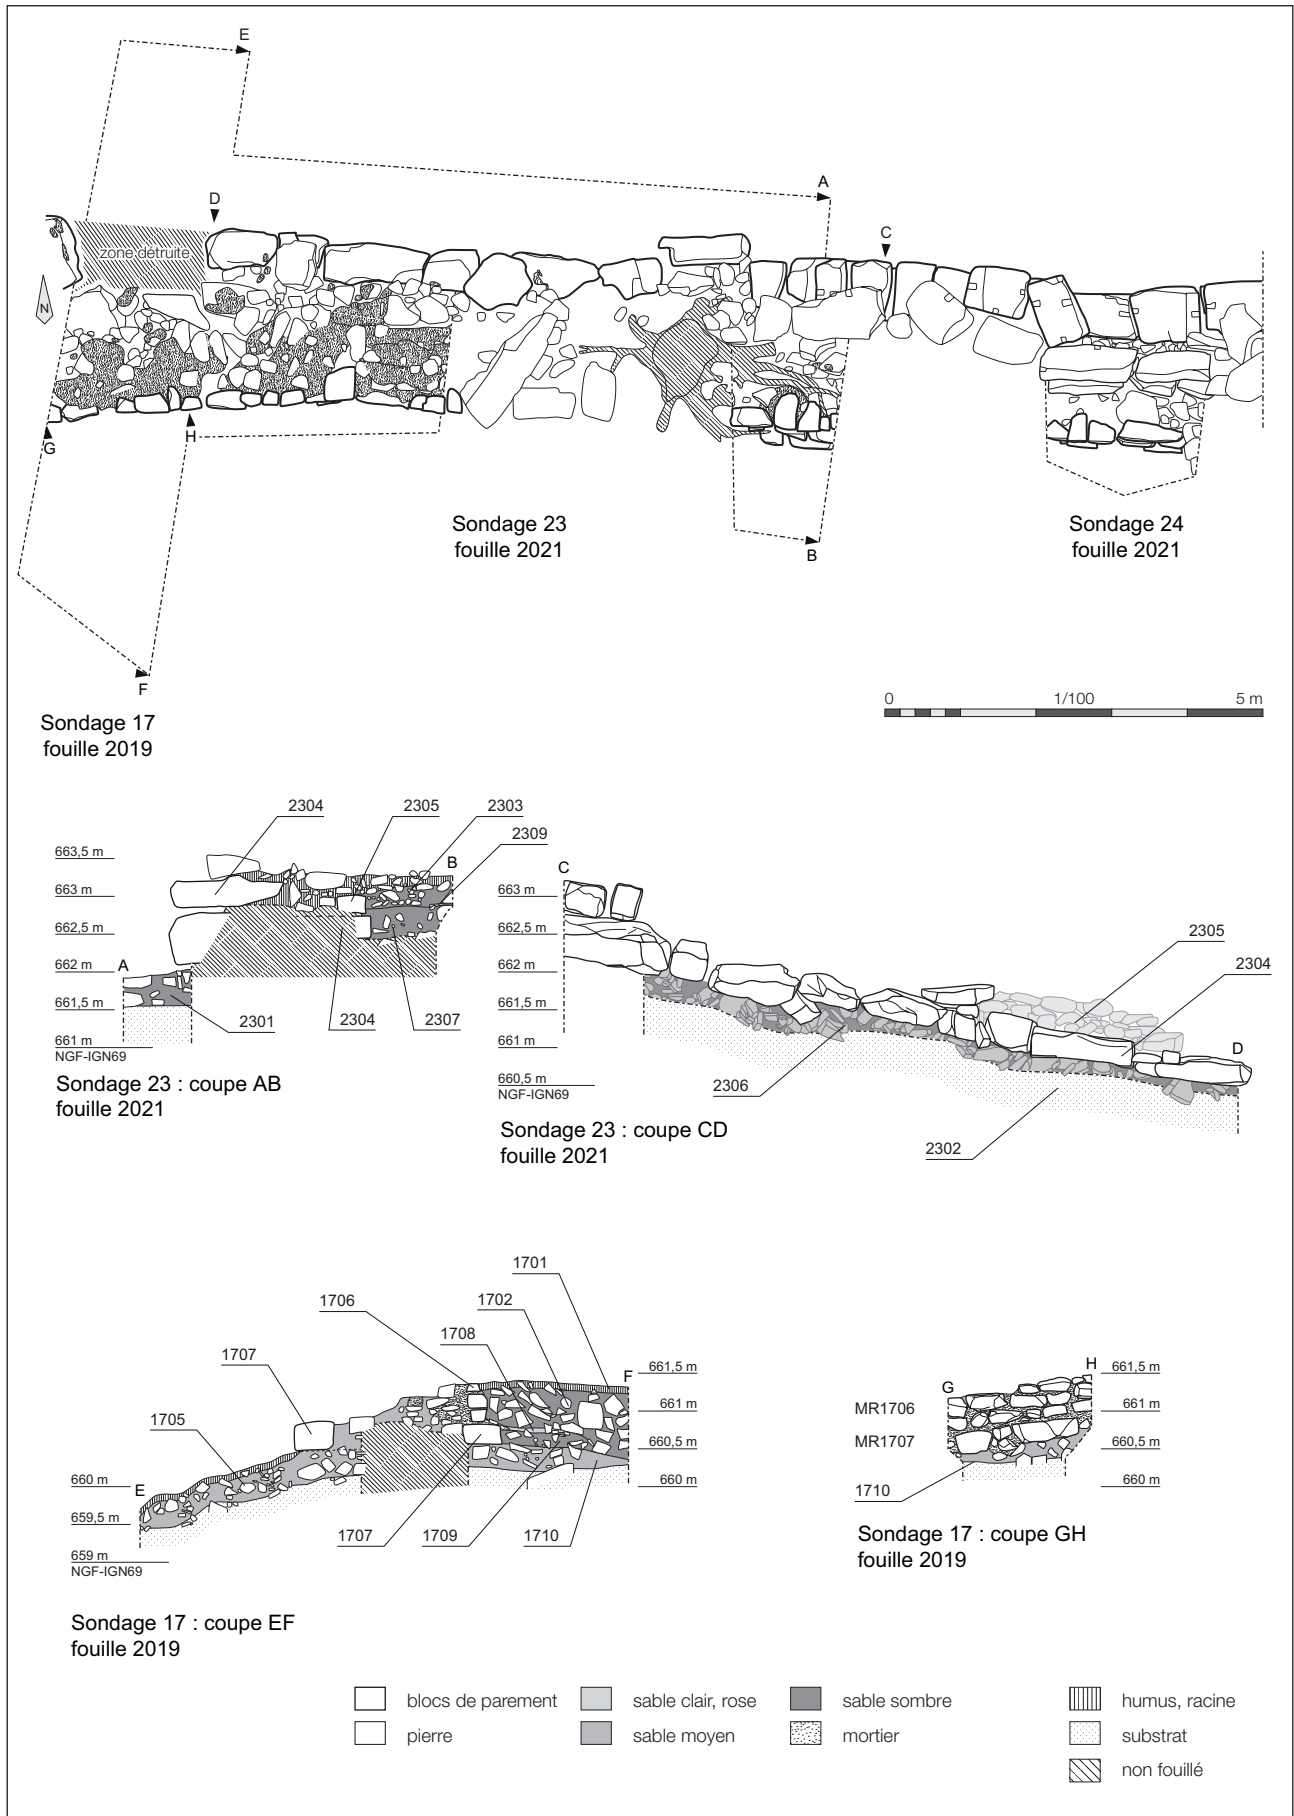 E
A
D
C
zone détruite
N
G
H
Sondage 23
fouille 2021
Sondage 24
fouille 2021
B
F
Sondage 17
fouille 2019
0 1/100 5 m
2304 2305 2303
2309
663,5 m
663 m
662,5 m
662 m
661,5 m
661 m
NGF-IGN69
A
B
2301 2304 2307
Sondage 23 : coupe AB
fouille 2021
C
663 m
662,5 m
662 m
661,5 m
661 m
660,5 m
NGF-IGN69
2305
2304
D
2306
2302
Sondage 23 : coupe CD
fouille 2021
1701
1706 1702
1708
1707
1705
F
661,5 m
661 m
660,5 m
660 m
660 m
E
659,5 m
659 m
NGF-IGN69
1707 1709 1710
Sondage 17 : coupe EF
fouille 2019
H
G
661,5 m
661 m
660,5 m
660 m
MR1706
MR1707
1710
Sondage 17 : coupe GH
fouille 2019
blocs de parement sable clair, rose sable sombre humus, racine
pierre sable moyen mortier substrat
non fouillé